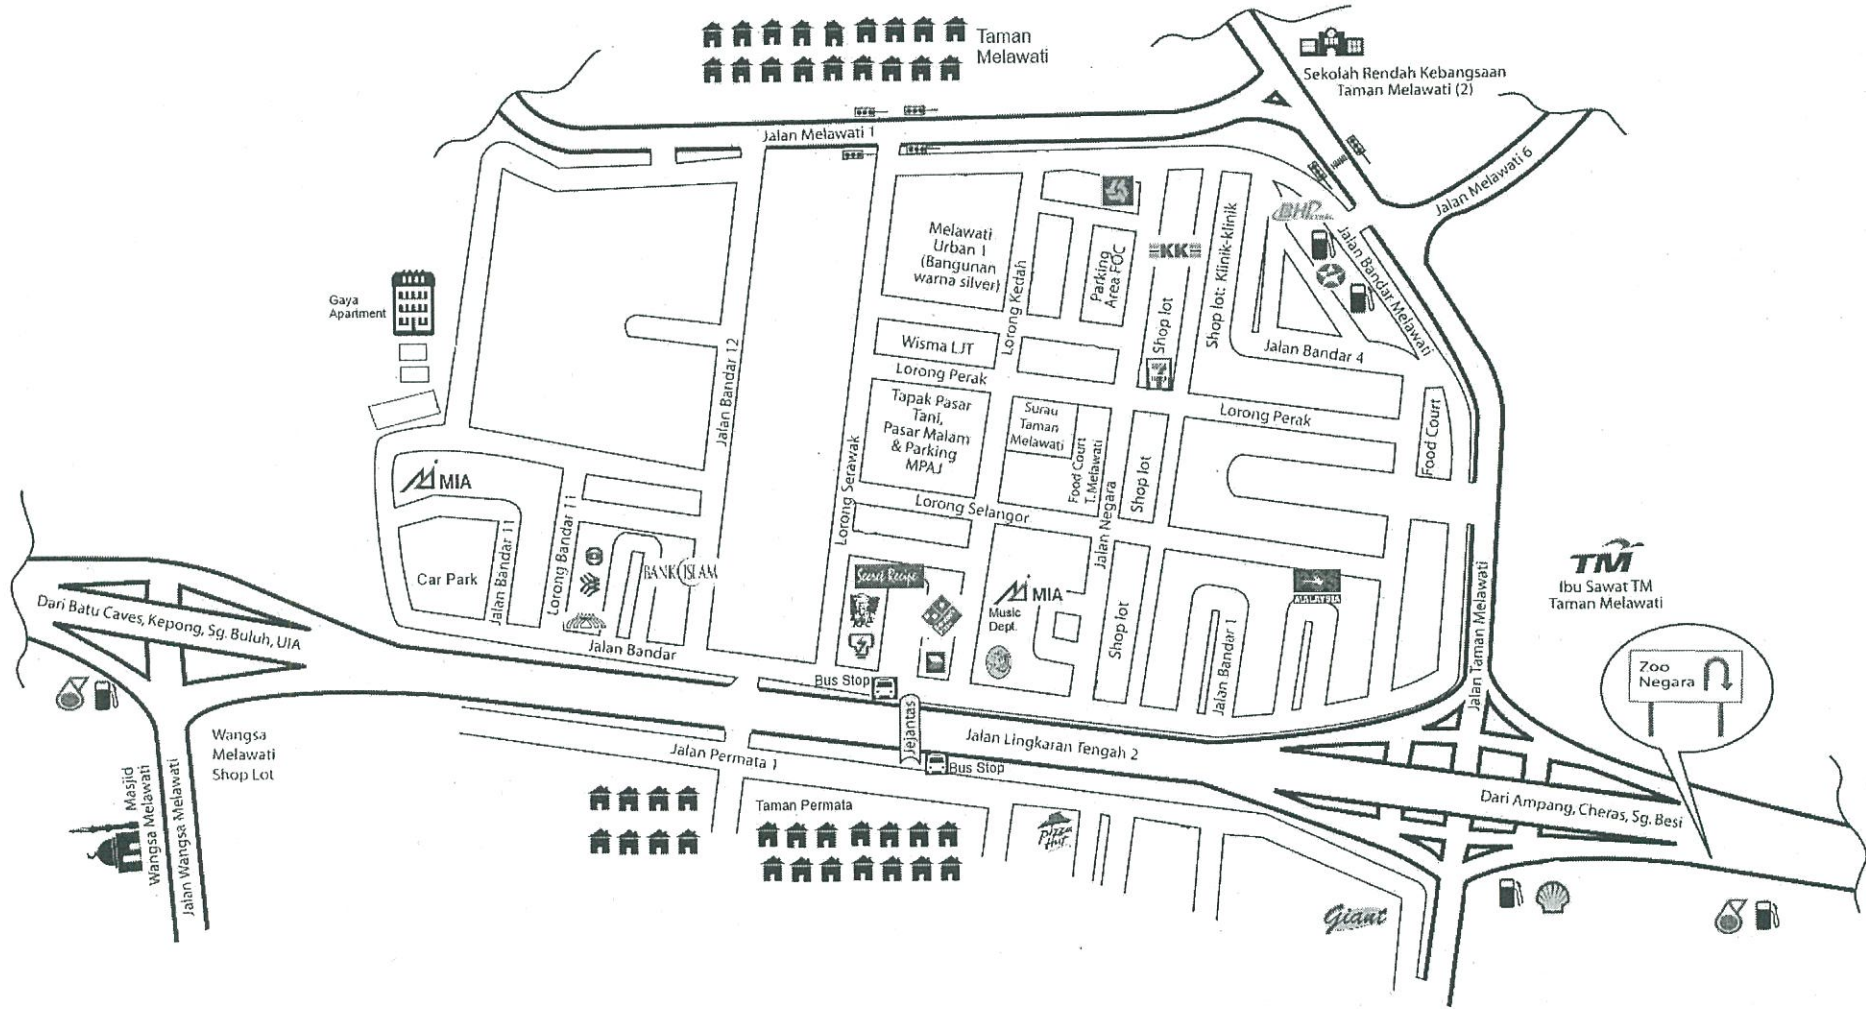 Taman
Melawati
Sekolah Rendah Kebangsaan
Taman Melawati (2)
Jalan Melawati 1
Jalan Melawati 6
BHP
Melawati
Urban 1
(Bangunan
warna silver)
Lorong Kedah
Parking
Area FOC
KK
Shop lot
Shop lot: Klinik-klinik
Jalan Bandar Melawati
Gaya
Apartment
Jalan Bandar 12
Wisma LJT
Jalan Bandar 4
Lorong Perak
Lorong Perak
Tapak Pasar
Tani,
Pasar Malam
& Parking
MPAJ
Surau
Taman
Melawati
Food Court
T. Melawati
Food Court
Shop lot
MIA
Lorong Serawak
Lorong Selangor
Jalan Negara
Car Park
Jalan Bandar 11
Lorong Bandar 11
BANK ISLAM
Secret Recipe
KFC
MIA
Music
Dept.
Shop lot
MALAYSIA
Jalan Bandar 1
Jalan Taman Melawati
TM
Ibu Sawat TM
Taman Melawati
Dari Batu Caves, Kepong, Sg. Buluh, UIA
Jalan Bandar
Bus Stop
Jejantas
Zoo
Negara
Wangsa
Melawati
Shop Lot
Jalan Lingkaran Tengah 2
Jalan Permata 1
Bus Stop
Masjid
Wangsa Melawati
Jalan Wangsa Melawati
Taman Permata
Pizza
Hut
Dari Ampang, Cheras, Sg. Besi
Giant